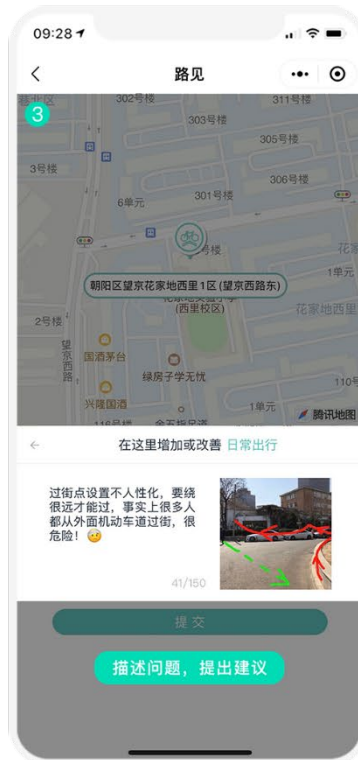 09:28
路见
3
302号楼
311号楼
303号楼
305号楼
3号楼
306号楼
6单元
301号楼
号楼
朝阳区望京花家地西里1区(望京西路东)
1单元
(西里校区)
花家地西里
2号楼
望京西路
国酒茅台
绿房子学无忧
110号
兴隆国酒
1单元
腾讯地图
在这里增加或改善 日常出行
过街点设置不人性化，要绕
很远才能过，事实上很多人
都从外面机动车道过街，很
危险！🤕
41/150
提交
描述问题，提出建议